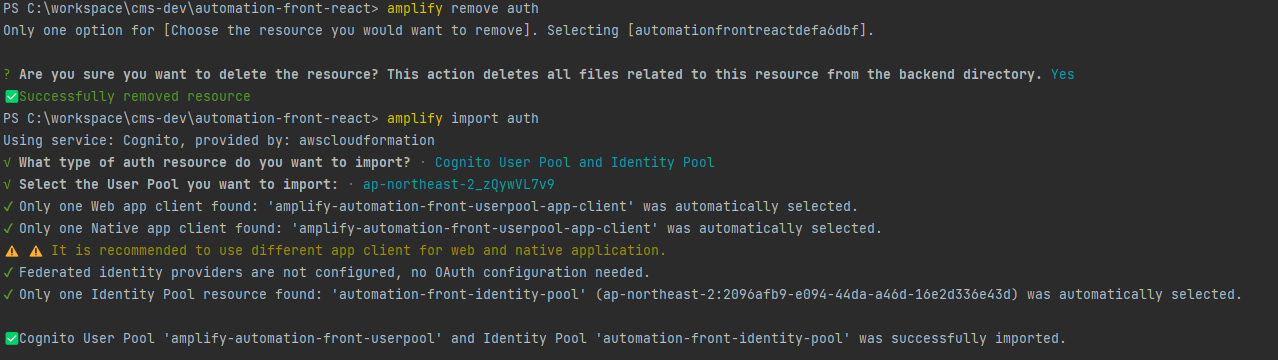 PS C:\workspace\cms-dev\automation-front-react> amplify remove auth
Only one option for [Choose the resource you would want to remove]. Selecting [automationfrontreactdefa6dbf].
? Are you sure you want to delete the resource? This action deletes all files related to this resource from the backend directory. Yes
✅Successfully removed resource
PS C:\workspace\cms-dev\automation-front-react> amplify import auth
Using service: Cognito, provided by: awscloudformation
√ What type of auth resource do you want to import? · Cognito User Pool and Identity Pool
√ Select the User Pool you want to import: · ap-northeast-2_zQywVL7v9
✓ Only one Web app client found: 'amplify-automation-front-userpool-app-client' was automatically selected.
✓ Only one Native app client found: 'amplify-automation-front-userpool-app-client' was automatically selected.
⚠ ⚠ It is recommended to use different app client for web and native application.
✓ Federated identity providers are not configured, no OAuth configuration needed.
✓ Only one Identity Pool resource found: 'automation-front-identity-pool' (ap-northeast-2:2096afb9-e094-44da-a46d-16e2d336e43d) was automatically selected.
✅Cognito User Pool 'amplify-automation-front-userpool' and Identity Pool 'automation-front-identity-pool' was successfully imported.